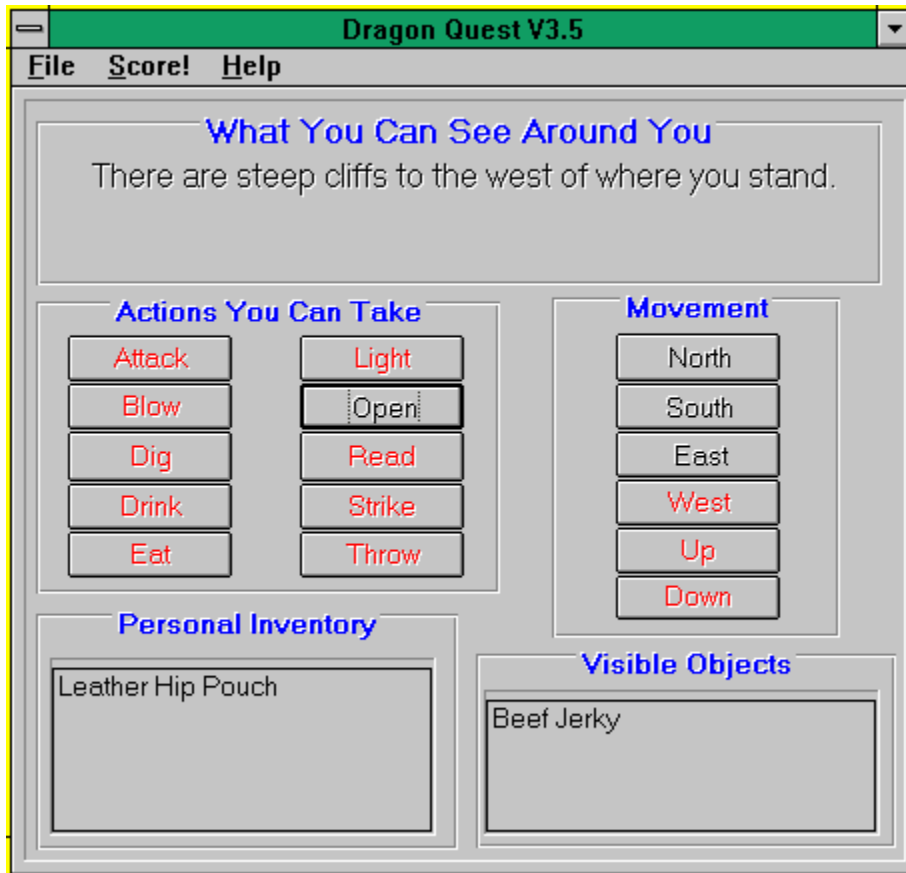 Dragon Quest V3.5
File Score! Help
What You Can See Around You
There are steep cliffs to the west of where you stand.
Actions You Can Take
Attack
Blow
Dig
Drink
Eat
Light
Open
Read
Strike
Throw
Movement
North
South
East
West
Up
Down
Personal Inventory
Leather Hip Pouch
Visible Objects
Beef Jerky